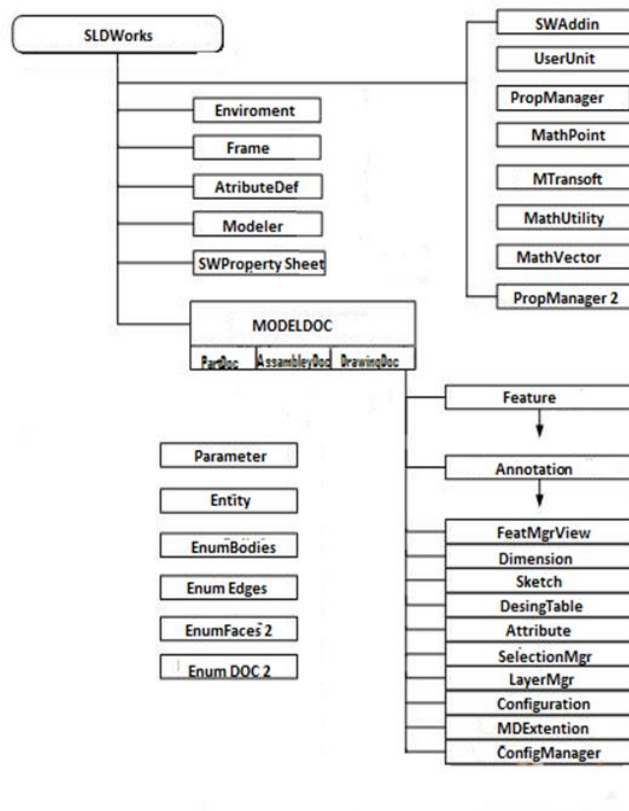 SLDWorks
SWAddin
UserUnit
PropManager
MathPoint
MTransoft
MathUtility
MathVector
PropManager 2
Enviroment
Frame
AtributeDef
Modeler
SWProperty Sheet
MODELDOC
PartDoc AssambleyDoc DrawingDoc
Feature
Annotation
FeatMgrView
Dimension
Sketch
DesingTable
Attribute
SelectionMgr
LayerMgr
Configuration
MDExtention
ConfigManager
Parameter
Entity
EnumBodies
Enum Edges
EnumFaces 2
Enum DOC 2